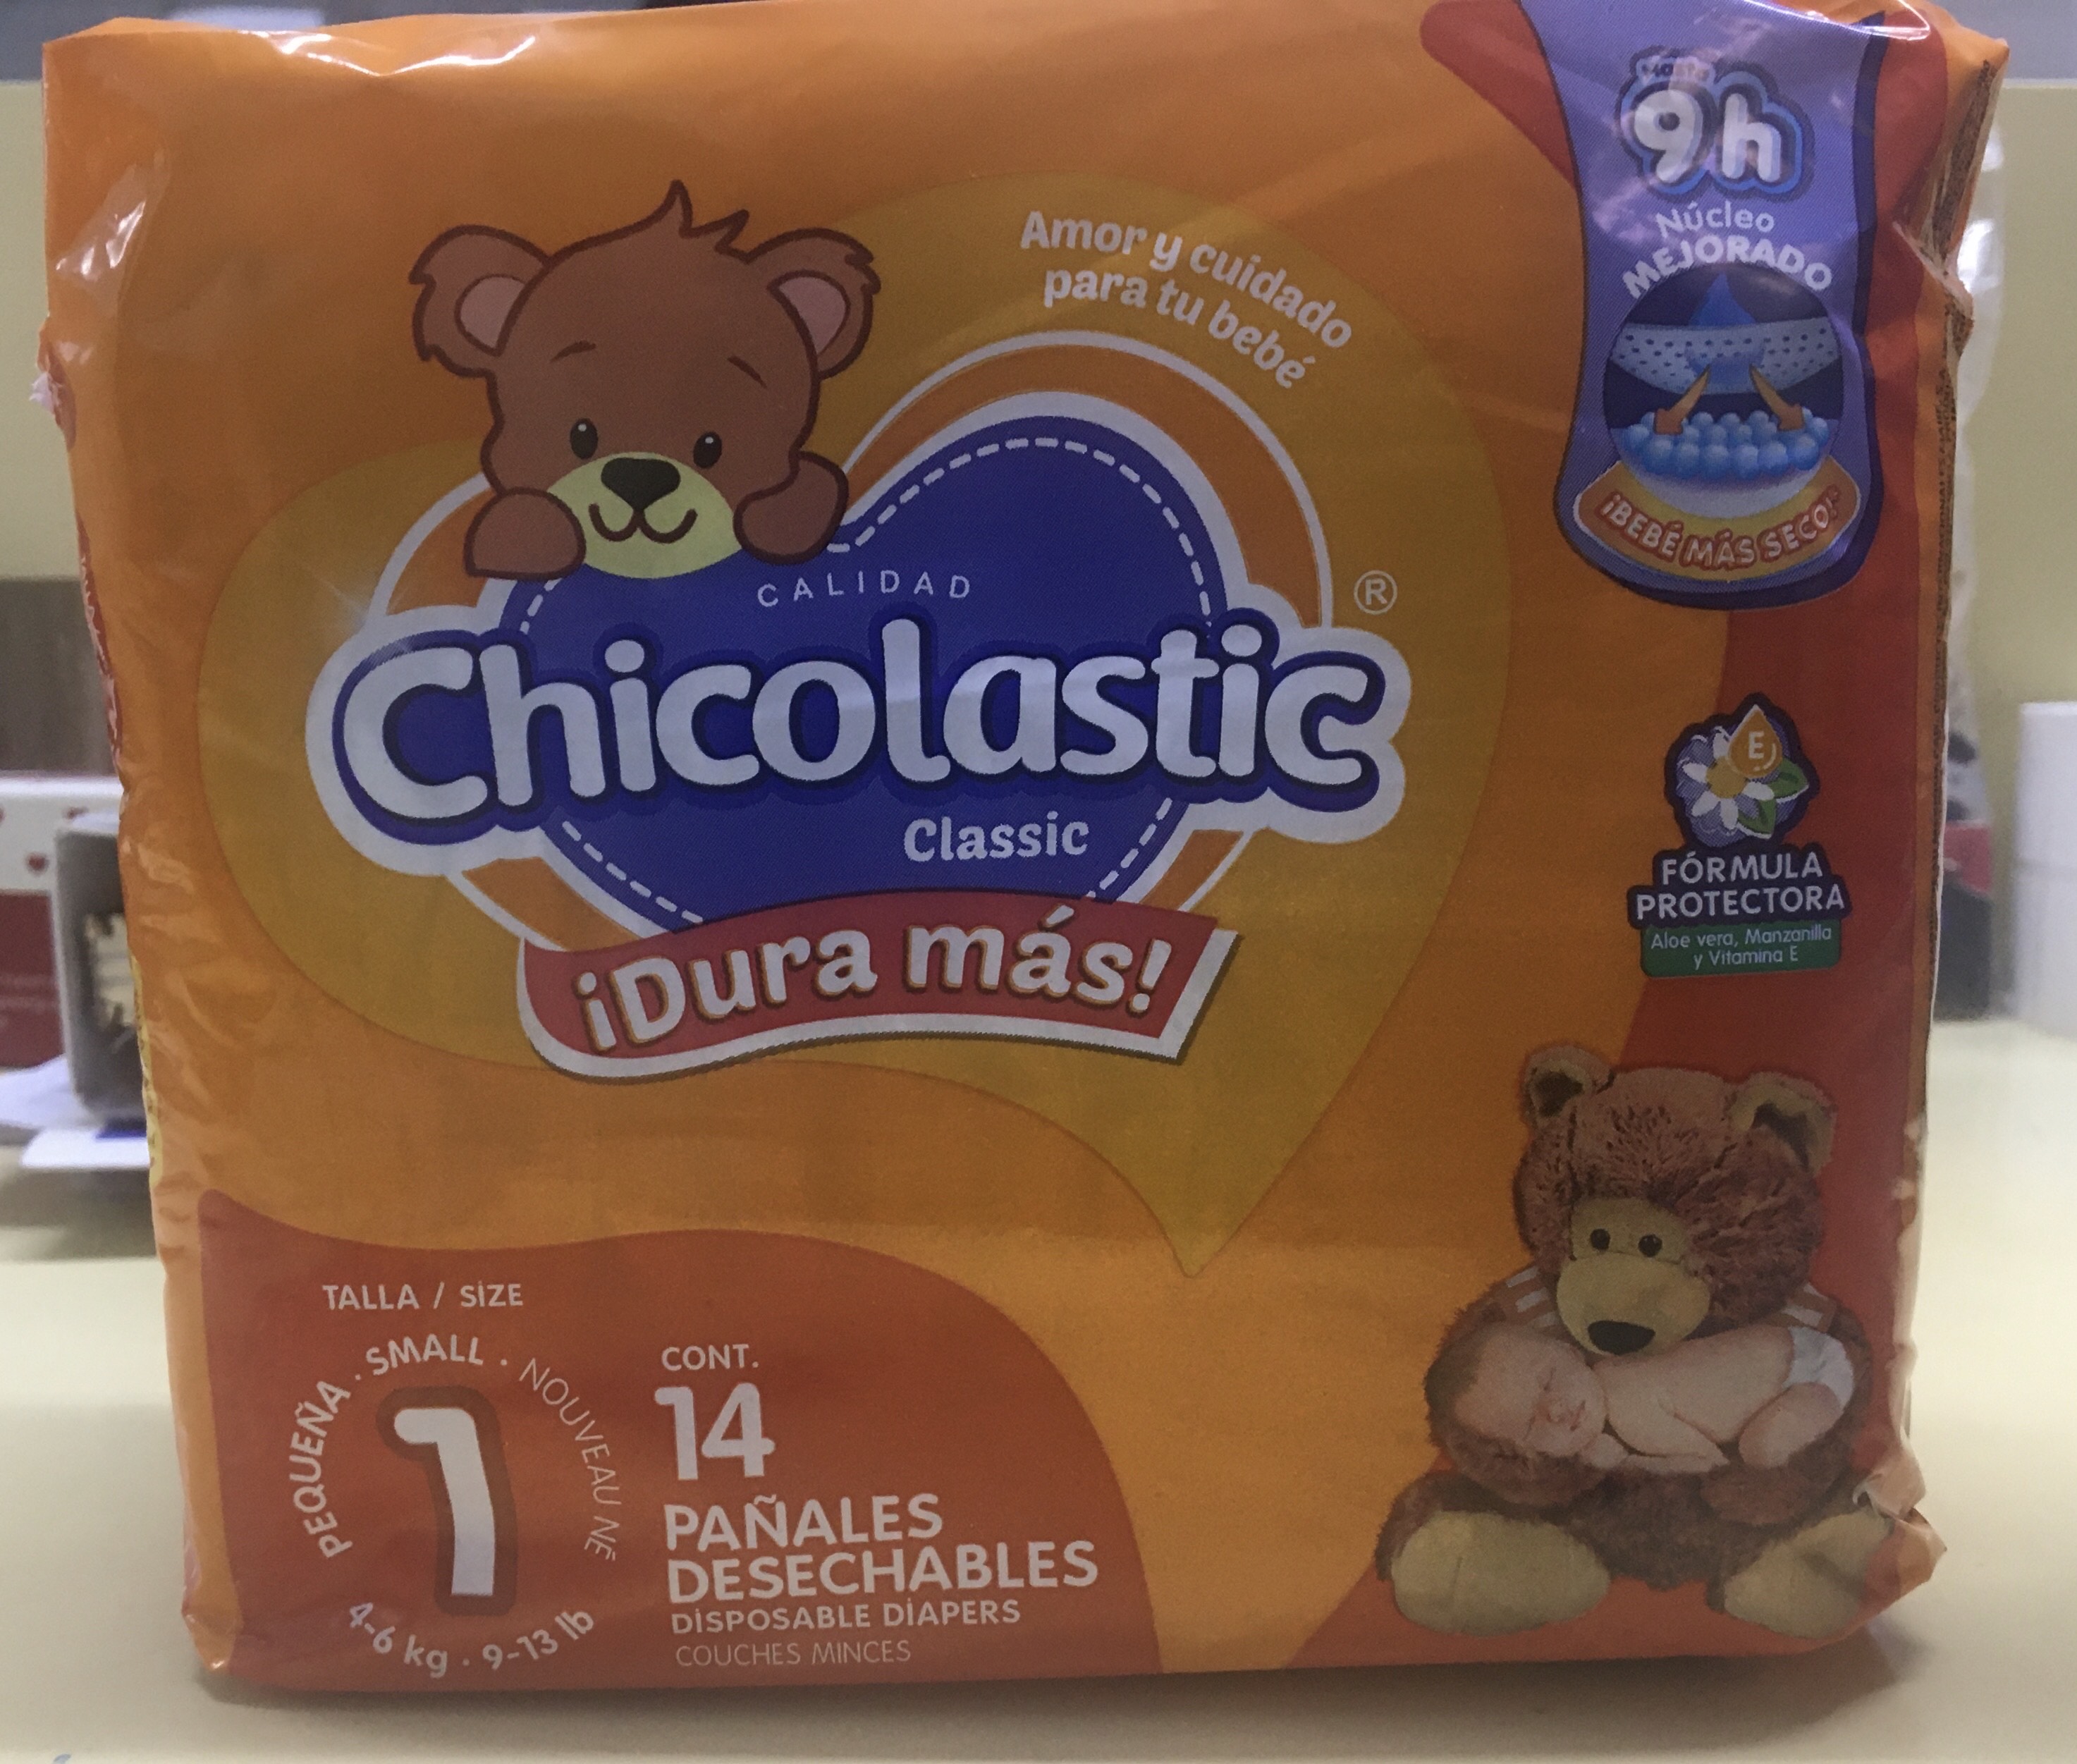 Hasta
9h
Núcleo
MEJORADO
¡BEBÉ MÁS SECO!
Amor y cuidado
para tu bebé
CALIDAD
Chicolastic
®
Classic
¡Dura más!
E
FÓRMULA
PROTECTORA
Aloe vera, Manzanilla
y Vitamina E
TALLA / SIZE
PEQUEÑA . SMALL . NOUVEAU NÉ
1
4-6 kg . 9-13 lb
CONT.
14
PAÑALES
DESECHABLES
DISPOSABLE DIAPERS
COUCHES MINCES